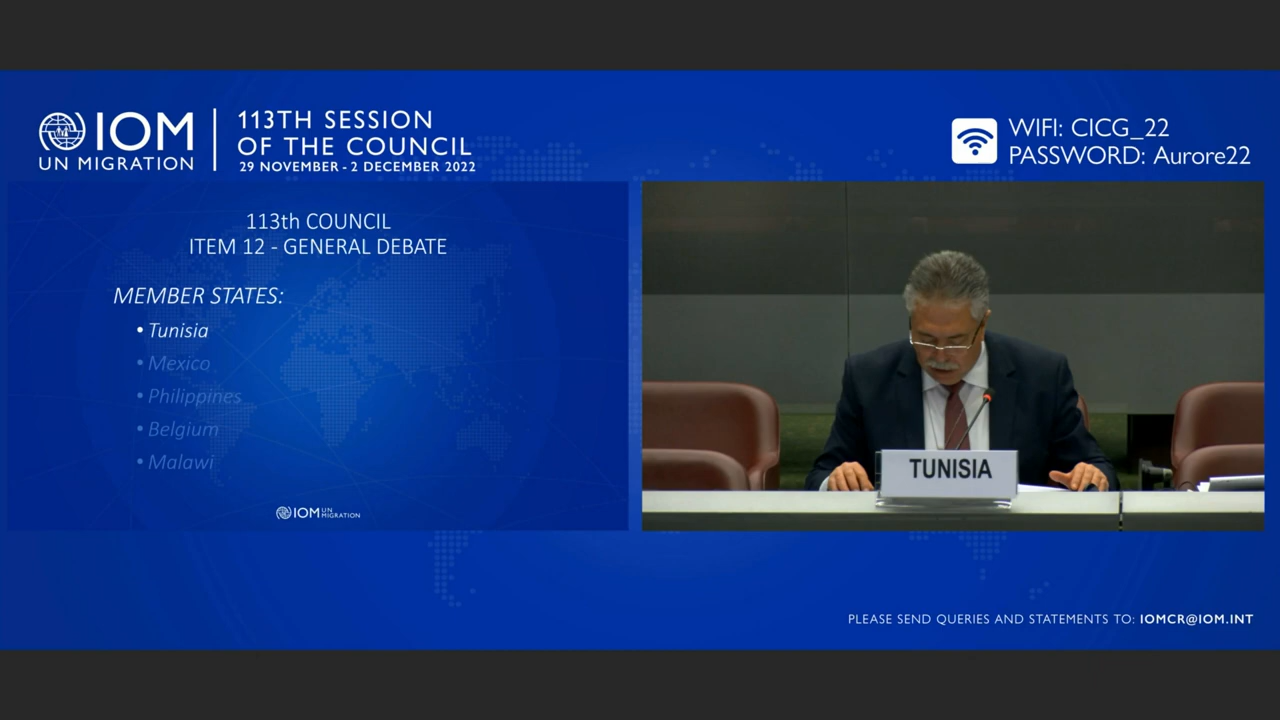 IOM
UN MIGRATION
113TH SESSION
OF THE COUNCIL
29 NOVEMBER - 2 DECEMBER 2022
WIFI: CICG_22
PASSWORD: Aurore22
113th COUNCIL
ITEM 12 - GENERAL DEBATE
MEMBER STATES:
• Tunisia
• Mexico
• Philippines
• Belgium
• Malawi
IOM UN
MIGRATION
TUNISIA
PLEASE SEND QUERIES AND STATEMENTS TO: IOMCR@IOM.INT